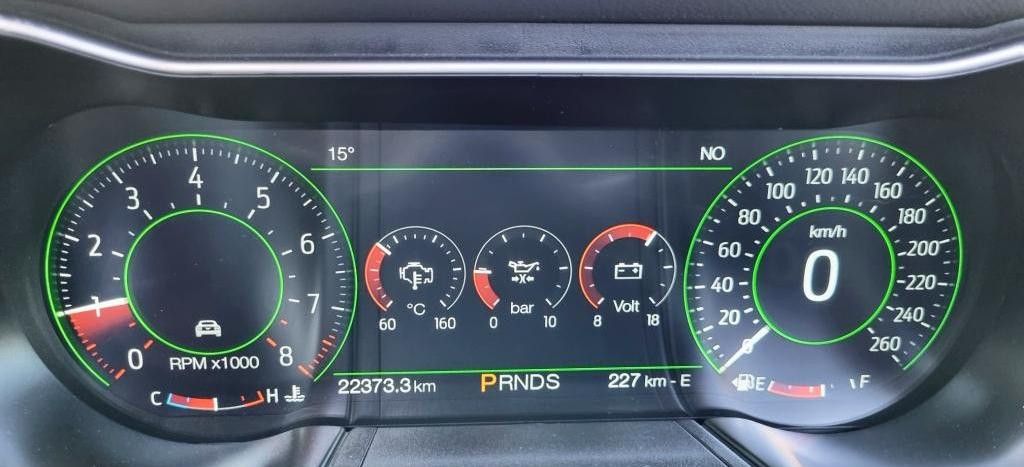 15° NO
0 1 2 3 4 5 6 7 8
RPM x1000
C H
60 °C 160
0 bar 10
8 Volt 18
0 20 40 60 80 100 120 140 160 180 200 220 240 260
km/h
0
E F
22373.3 km PRNDS 227 km - E